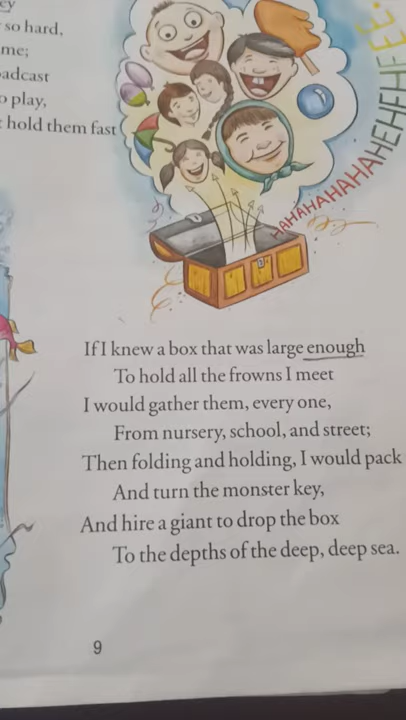 so hard,
me;
play,
hold them fast
HAHAHAHAHAHEHEHE
If I knew a box that was large enough
To hold all the frowns I meet
I would gather them, every one,
From nursery, school, and street;
Then folding and holding, I would pack
And turn the monster key,
And hire a giant to drop the box
To the depths of the deep, deep sea.
9